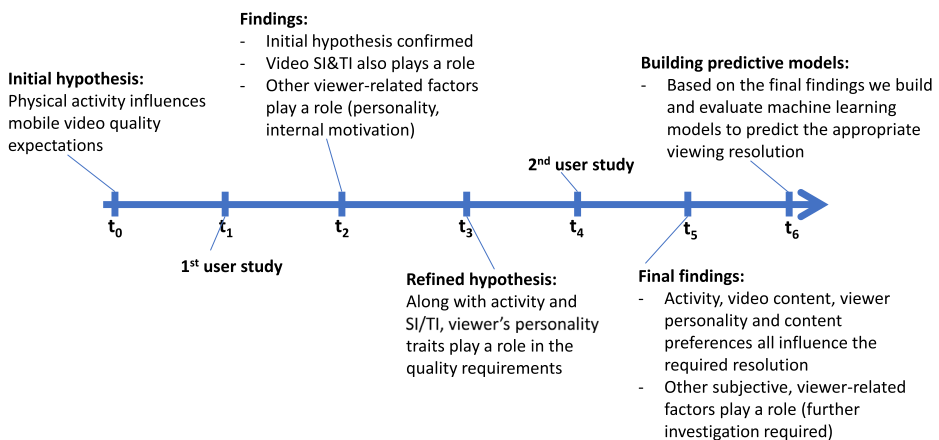 Initial hypothesis:
Physical activity influences
mobile video quality
expectations
Findings:
- Initial hypothesis confirmed
- Video SI&TI also plays a role
- Other viewer-related factors
play a role (personality,
internal motivation)
2nd user study
Building predictive models:
- Based on the final findings we build
and evaluate machine learning
models to predict the appropriate
viewing resolution
t0 t1 t2 t3 t4 t5 t6
1st user study
Refined hypothesis:
Along with activity and
SI/TI, viewer's personality
traits play a role in the
quality requirements
Final findings:
- Activity, video content, viewer
personality and content
preferences all influence the
required resolution
- Other subjective, viewer-related
factors play a role (further
investigation required)